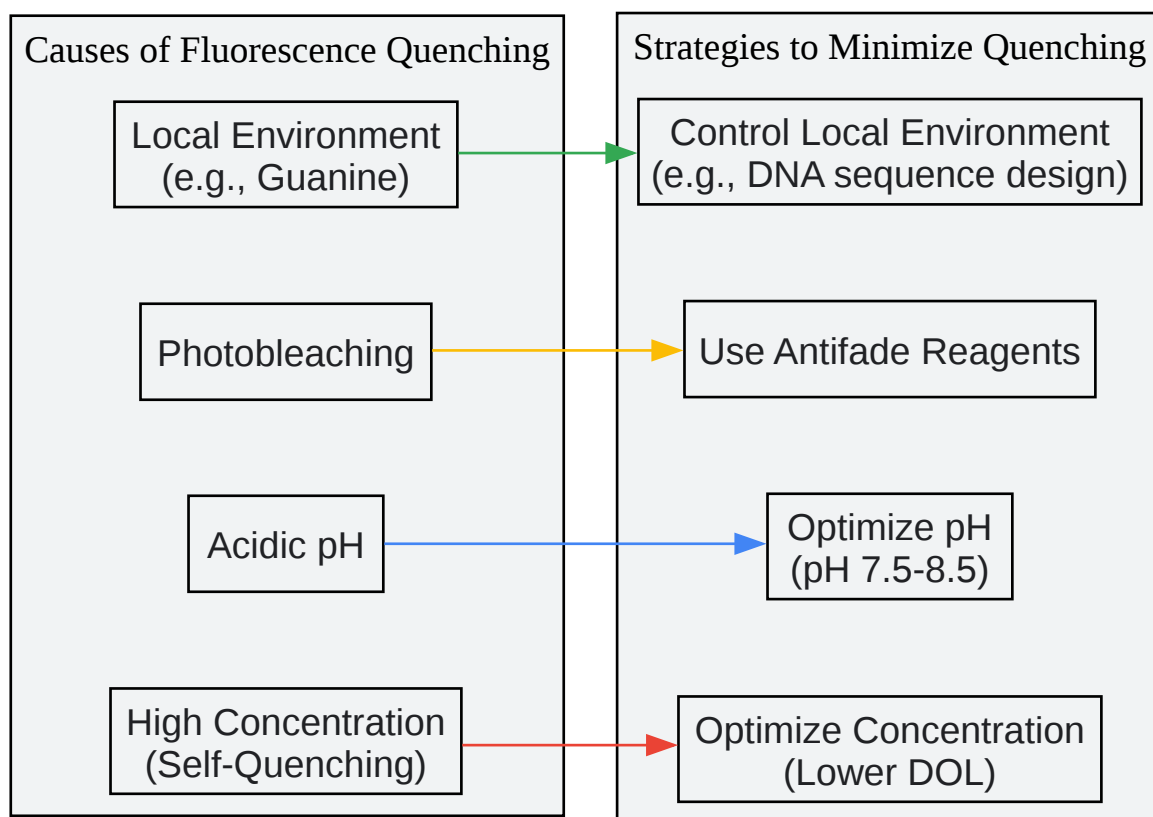 Causes of Fluorescence Quenching
Local Environment
(e.g., Guanine)
Photobleaching
Acidic pH
High Concentration
(Self-Quenching)
Strategies to Minimize Quenching
Control Local Environment
(e.g., DNA sequence design)
Use Antifade Reagents
Optimize pH
(pH 7.5-8.5)
Optimize Concentration
(Lower DOL)